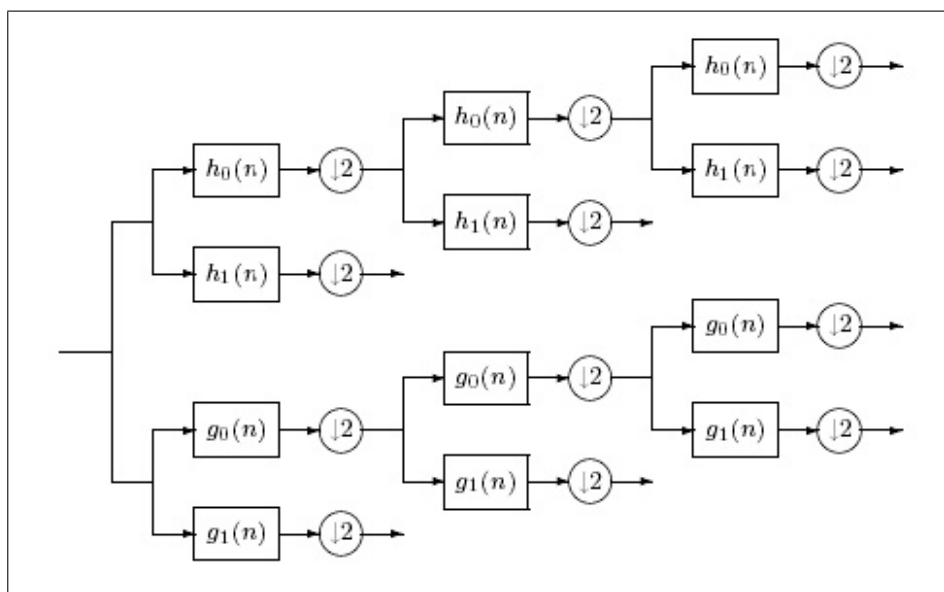 h₀(n) ↓2
h₀(n) ↓2
h₀(n) ↓2 h₁(n) ↓2
h₁(n) ↓2
h₁(n) ↓2
g₀(n) ↓2
g₀(n) ↓2
g₀(n) ↓2 g₁(n) ↓2
g₁(n) ↓2
g₁(n) ↓2